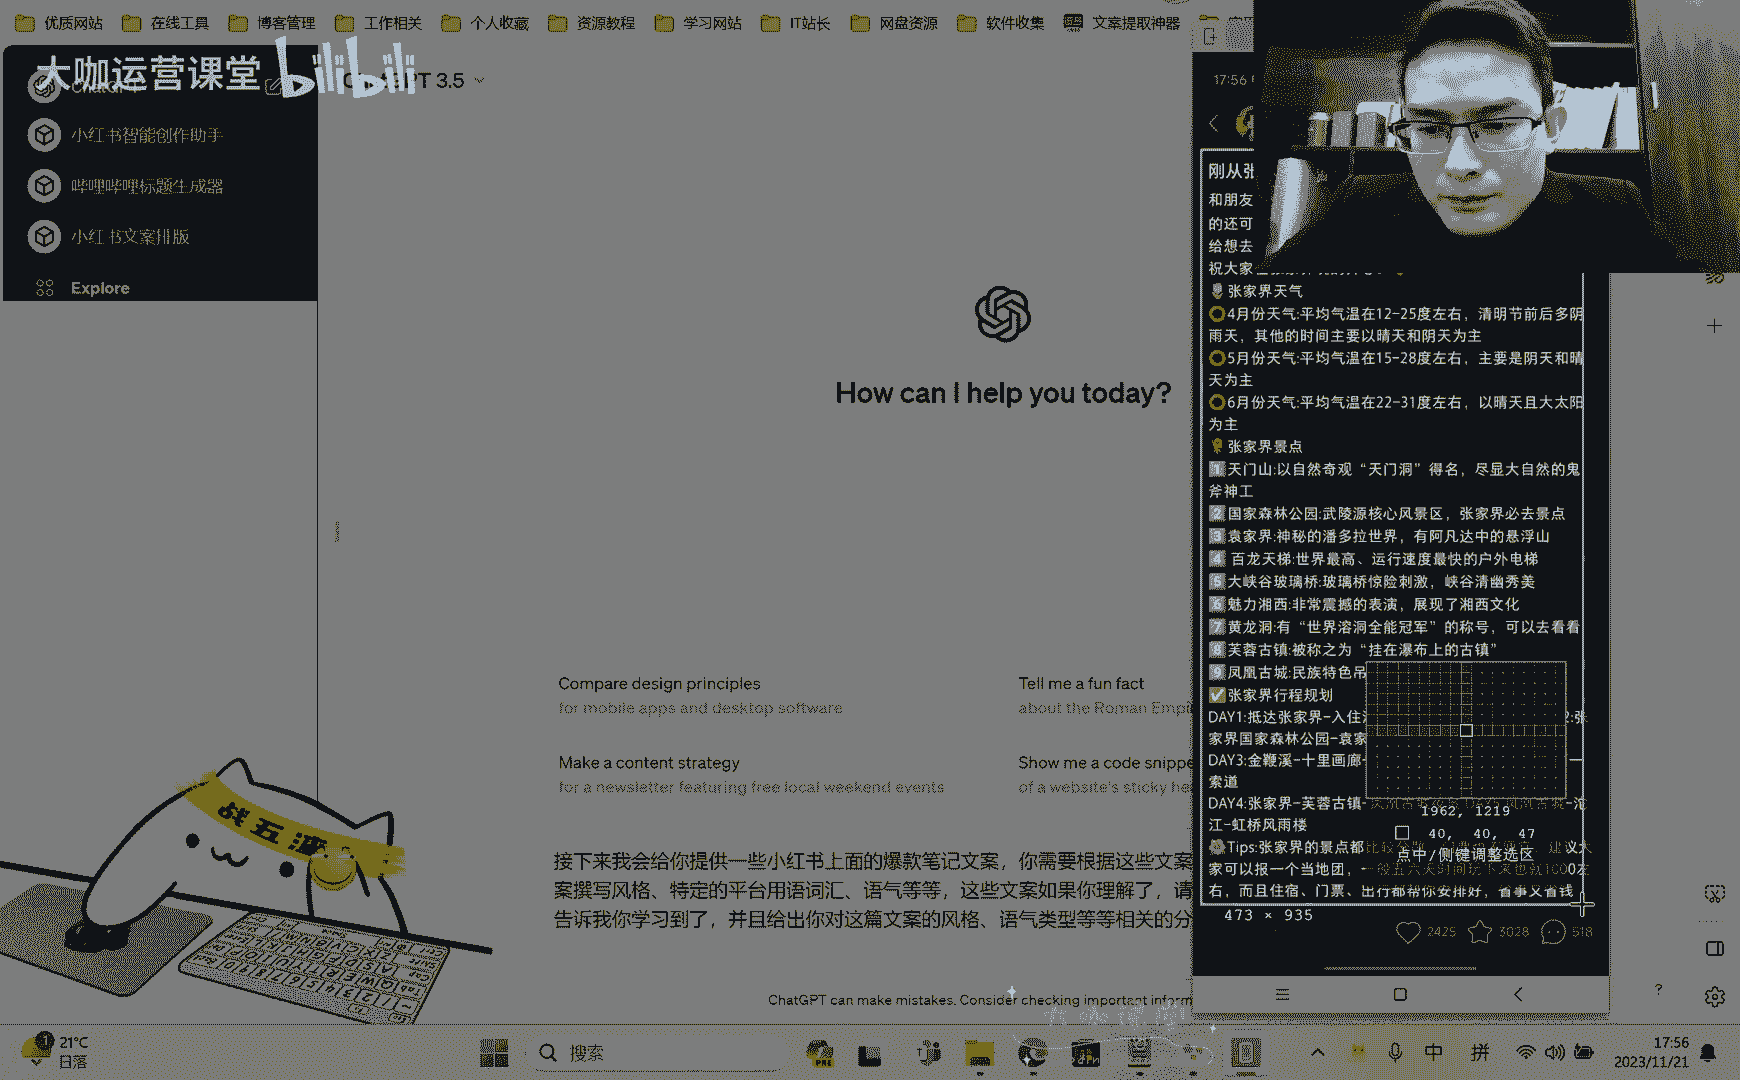 优质网站
在线工具
博客管理
工作相关
个人收藏
资源教程
学习网站
IT站长
网盘资源
软件收集
文案提取神器
大咖运营课堂
bilibili
T 3.5
小红书智能创作助手
哔哩哔哩标题生成器
小红书文案排版
Explore
How can I help you today?
Compare design principles
for mobile apps and desktop software
Tell me a fun fact
about the Roman Empi
Make a content strategy
for a newsletter featuring free local weekend events
Show me a code snippe
of a website's sticky he
接下来我会给你提供一些小红书上面的爆款笔记文案，你需要根据这些文案
案撰写风格、特定的平台用语词汇、语气等等，这些文案如果你理解了，请
告诉我你学习到了，并且给出你对这篇文案的风格、语气类型等等相关的分
ChatGPT can make mistakes. Consider checking important inform
17:56
刚从张
和朋友
的还可
给想去
祝大家
张家界天气
4月份天气:平均气温在12-25度左右，清明节前后多阴
雨天，其他的时间主要以晴天和阴天为主
5月份天气:平均气温在15-28度左右，主要是阴天和晴
天为主
6月份天气:平均气温在22-31度左右，以晴天且大太阳
为主
张家界景点
1天门山:以自然奇观“天门洞”得名，尽显大自然的鬼
斧神工
2国家森林公园:武陵源核心风景区，张家界必去景点
3袁家界:神秘的潘多拉世界，有阿凡达中的悬浮山
4 百龙天梯:世界最高、运行速度最快的户外电梯
5大峡谷玻璃桥:玻璃桥惊险刺激，峡谷清幽秀美
6魅力湘西:非常震撼的表演，展现了湘西文化
7黄龙洞:有“世界溶洞全能冠军”的称号，可以去看看
8芙蓉古镇:被称之为“挂在瀑布上的古镇”
9凤凰古城:民族特色吊
张家界行程规划
DAY1:抵达张家界-入住 2:张
家界国家森林公园-袁家
DAY3:金鞭溪-十里画廊-
索道
DAY4:张家界-芙蓉古镇- 沱
江-虹桥风雨楼
Tips:张家界的景点都比较 建议大
家可以报一个当地团，一般五六天时间玩下来也就1000左
右，而且住宿、门票、出行都帮你安排好，省事又省钱
1962, 1219
40, 40, 47
点中/侧键调整选区
473 × 935
2425
3028
518
战五渣
21°C
日落
搜索
中
拼
17:56
2023/11/21